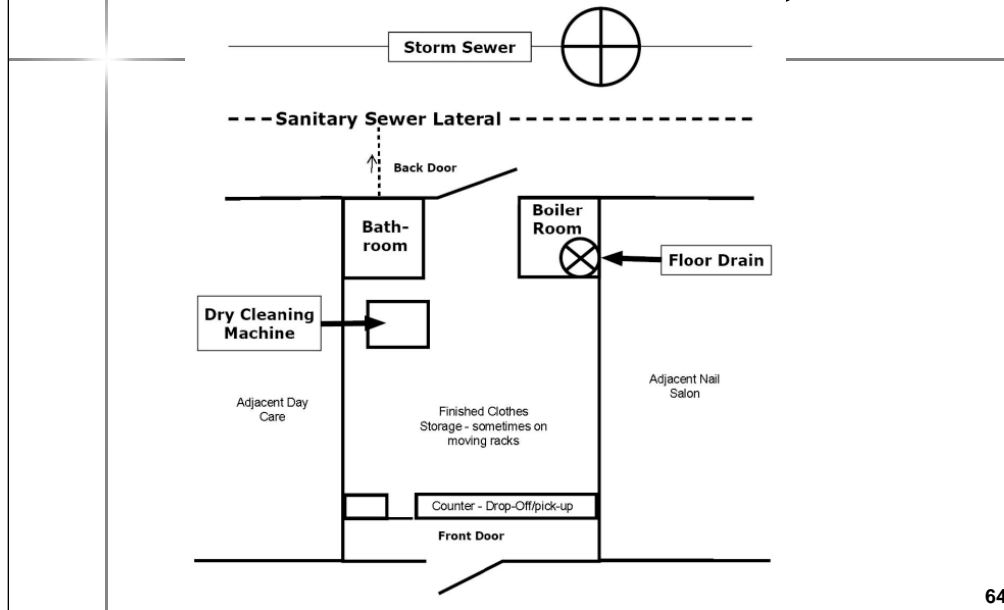 Storm Sewer
Sanitary Sewer Lateral
Back Door
Bath-
room
Boiler
Room
Floor Drain
Dry Cleaning
Machine
Adjacent Day
Care
Adjacent Nail
Salon
Finished Clothes
Storage - sometimes on
moving racks
Counter - Drop-Off/pick-up
Front Door
64